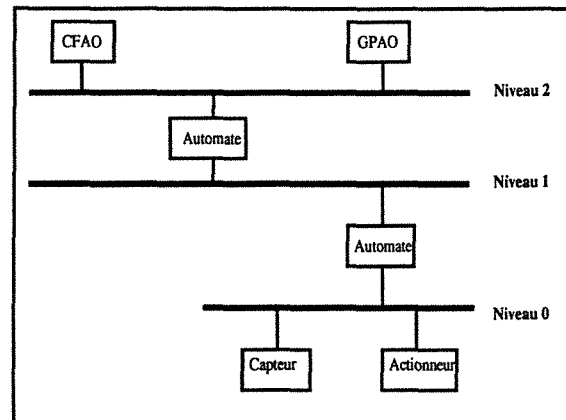 CFAO
GPAO
Niveau 2
Automate
Niveau 1
Automate
Niveau 0
Capteur
Actionneur